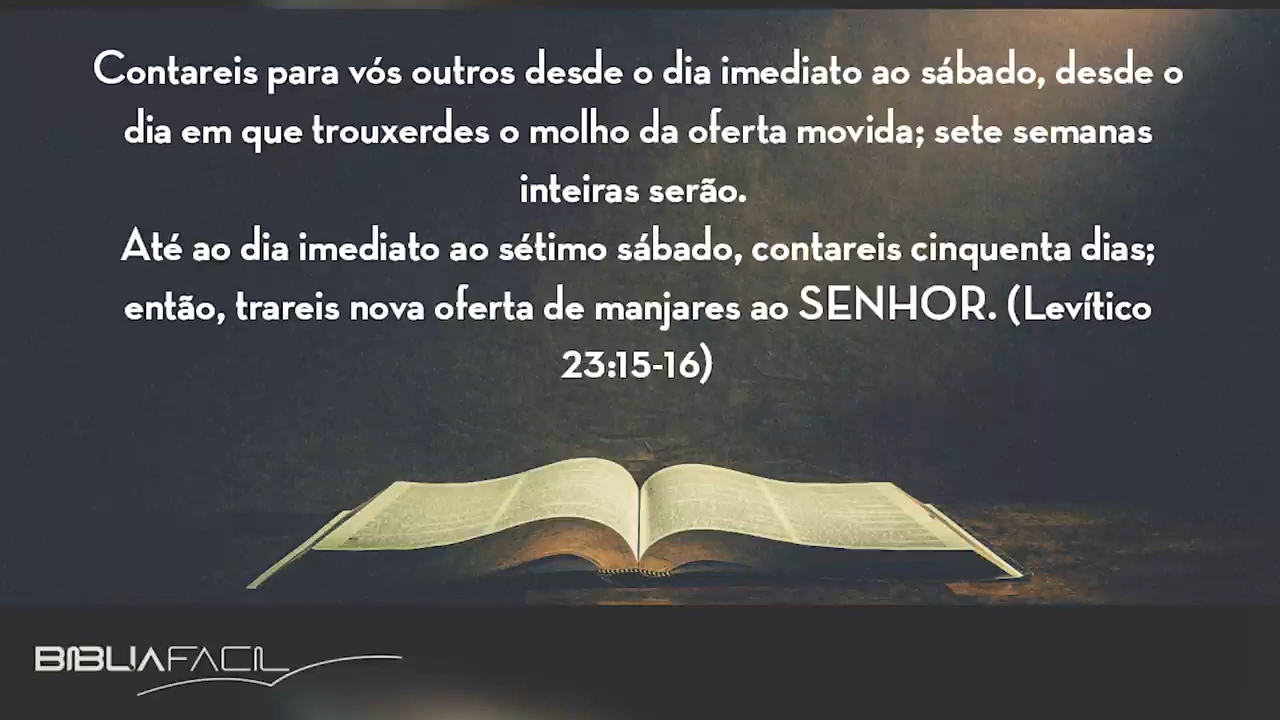 Contareis para vós outros desde o dia imediato ao sábado, desde o
dia em que trouxerdes o molho da oferta movida; sete semanas
inteiras serão.
Até ao dia imediato ao sétimo sábado, contareis cinquenta dias;
então, trareis nova oferta de manjares ao SENHOR. (Levítico
23:15-16)
BIBLIAFACIL